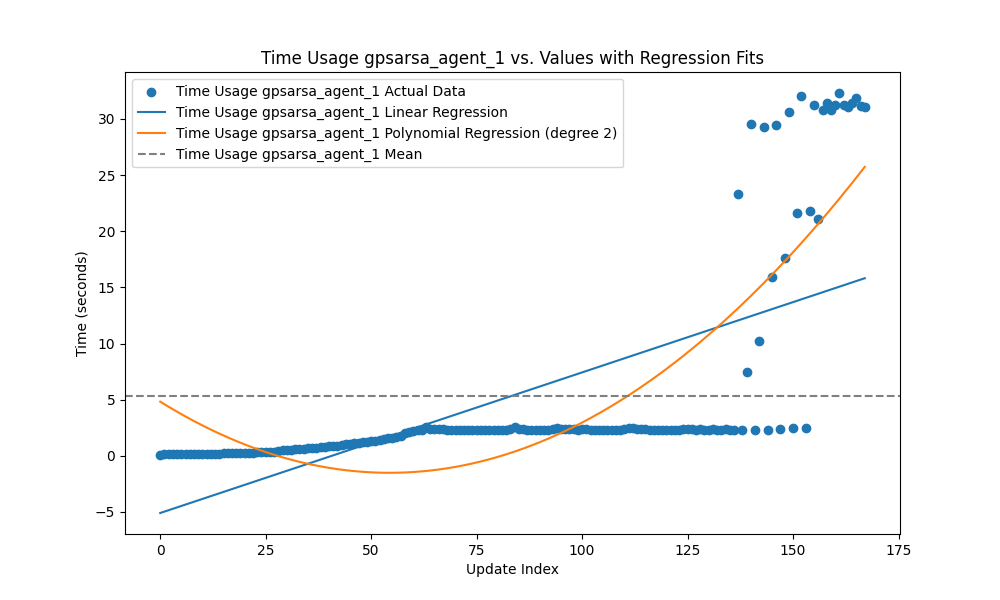 Time Usage gpsarsa_agent_1 vs. Values with Regression Fits
Time Usage gpsarsa_agent_1 Actual Data
Time Usage gpsarsa_agent_1 Linear Regression
Time Usage gpsarsa_agent_1 Polynomial Regression (degree 2)
Time Usage gpsarsa_agent_1 Mean
Time (seconds)
30
25
20
15
10
5
0
−5
0 25 50 75 100 125 150 175
Update Index